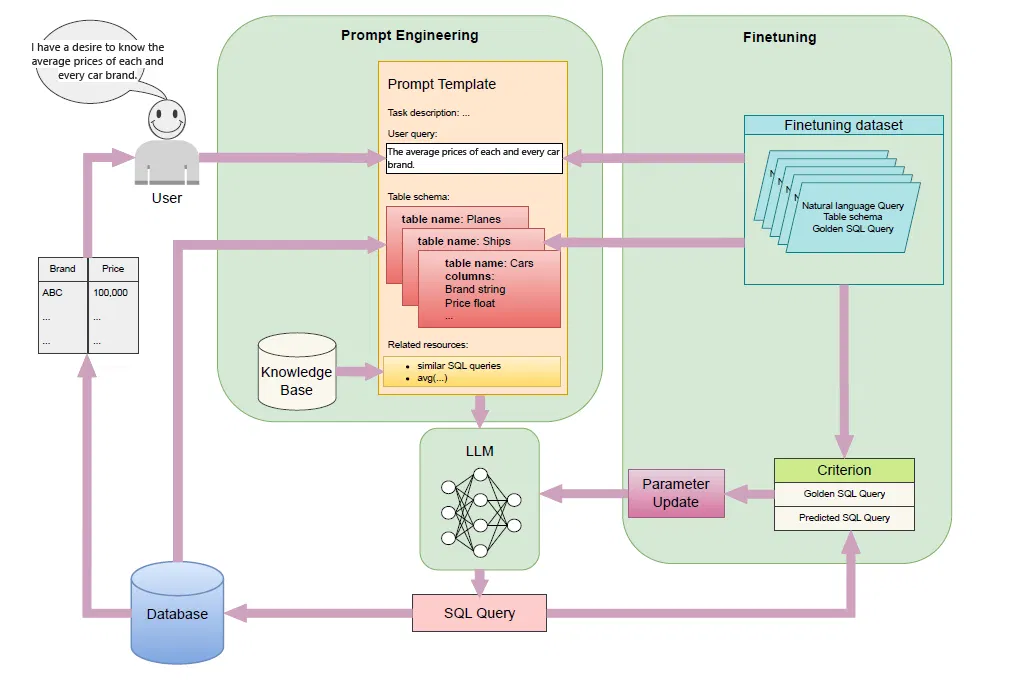 Prompt Engineering
Finetuning
I have a desire to know the
average prices of each and
every car brand.
User
Prompt Template
Task description: ...
User query:
The average prices of each and every car
brand.
Table schema:
table name: Planes
table name: Ships
table name: Cars
columns:
Brand string
Price float
...
Related resources:
• similar SQL queries
• avg(...)
Knowledge
Base
Finetuning dataset
N
N
N
N
Natural language Query
Table schema
Golden SQL Query
Brand Price
ABC 100,000
... ...
... ...
LLM
Parameter
Update
Criterion
Golden SQL Query
Predicted SQL Query
Database
SQL Query